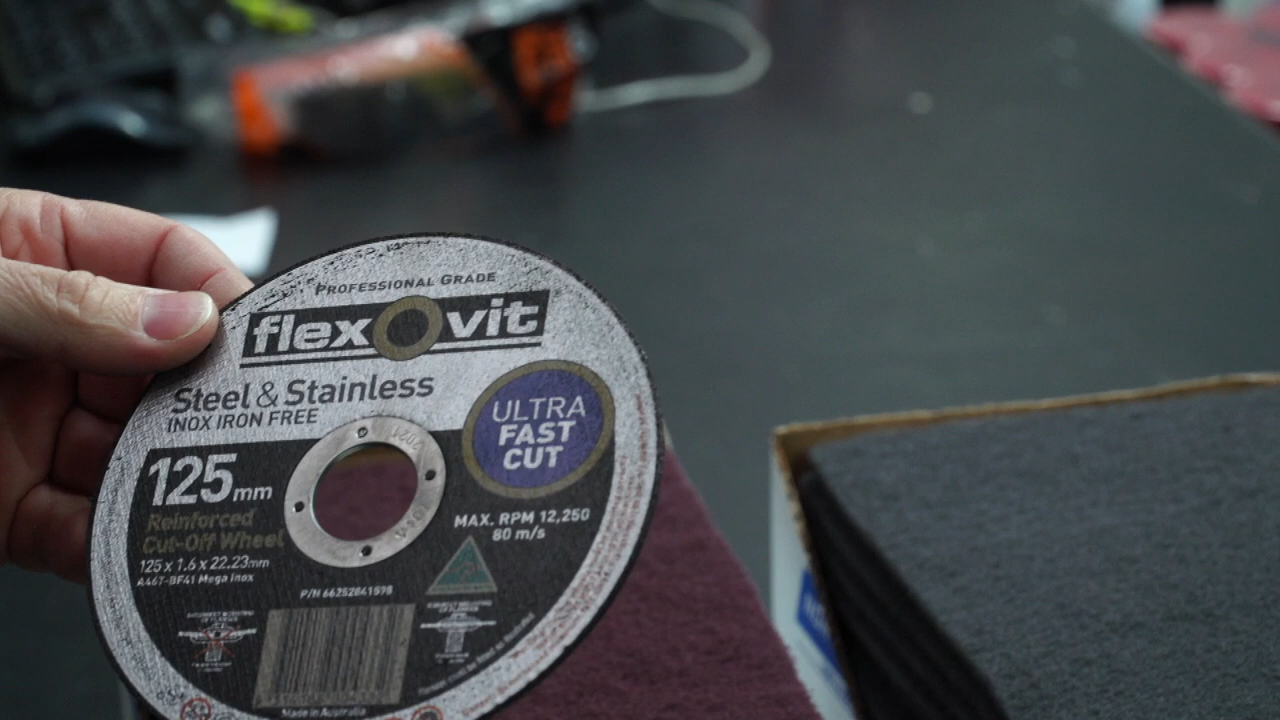 PROFESSIONAL GRADE
flexovit
Steel & Stainless
INOX IRON FREE
ULTRA
FAST
CUT
125mm
Reinforced
Cut-Off Wheel
125 x 1.6 x 22.23mm
A46T-BF41 Mega Inox
MAX. RPM 12,250
80 m/s
P/N 66252841598
Made in Australia